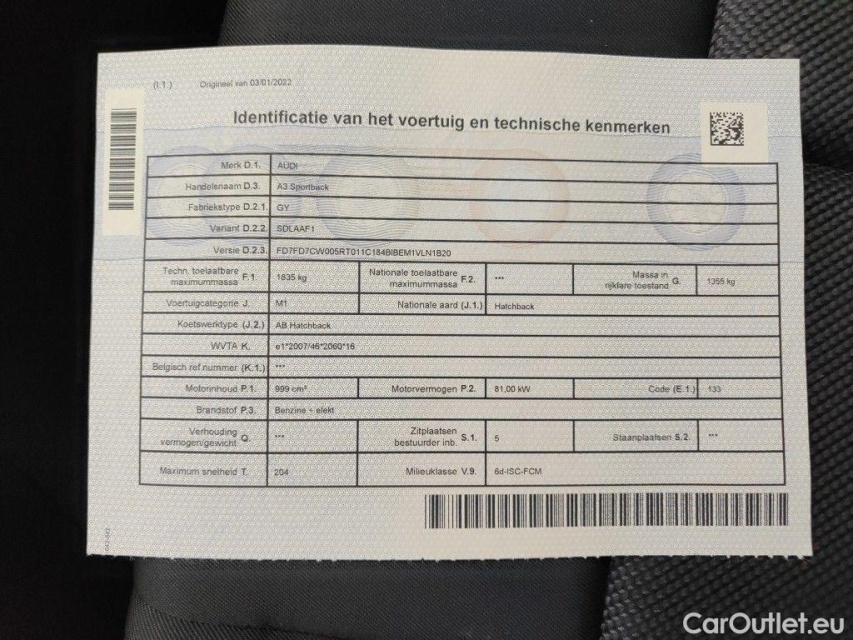 (I.1.) Origineel van 03/01/2022
Identificatie van het voertuig en technische kenmerken
Merk D.1. AUDI
Handelsnaam D.3. A3 Sportback
Fabriekstype D.2.1. GY
Variant D.2.2. SDLAAF1
Versie D.2.3. FD7FD7CW005RT011C184BIBEM1VLN1B20
Techn. toelaatbare maximummassa F.1. 1835 kg Nationale toelaatbare maximummassa F.2. *** Massa in rijklare toestand G. 1355 kg
Voertuigcategorie J. M1 Nationale aard (J.1.) Hatchback
Koetswerktype (J.2.) AB Hatchback
WVTA K. e1*2007/46*2060*16
Belgisch ref.nummer (K.1.) ***
Motorinhoud P.1. 999 cm³ Motorvermogen P.2. 81,00 kW Code (E.1.) 133
Brandstof P.3. Benzine + elekt
Verhouding vermogen/gewicht Q. *** Zitplaatsen bestuurder inb. S.1. 5 Staanplaatsen S.2. ***
Maximum snelheid T. 204 Milieuklasse V.9. 6d-ISC-FCM
CarOutlet.eu